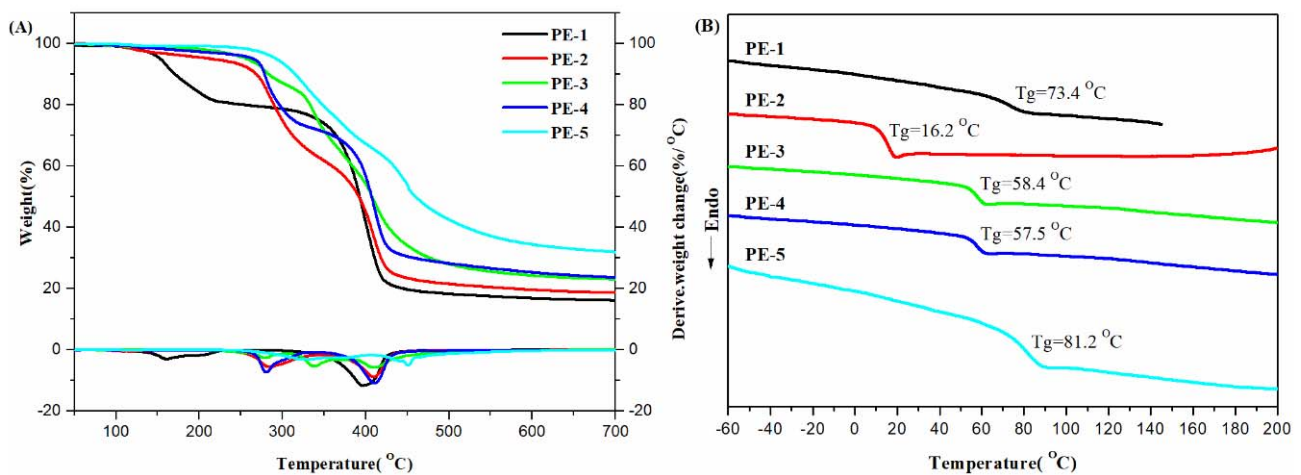 (A)
100
80
60
40
20
0
-20
Weight(%)
100
80
60
40
20
0
-20
Derive.weight change(%/ °C)
PE-1
PE-2
PE-3
PE-4
PE-5
100 200 300 400 500 600 700
Temperature( °C)
(B)
PE-1
Tg=73.4 °C
PE-2
Tg=16.2 °C
PE-3
Tg=58.4 °C
PE-4
Tg=57.5 °C
PE-5
Tg=81.2 °C
Endo
-60 -40 -20 0 20 40 60 80 100 120 140 160 180 200
Temperature( °C)